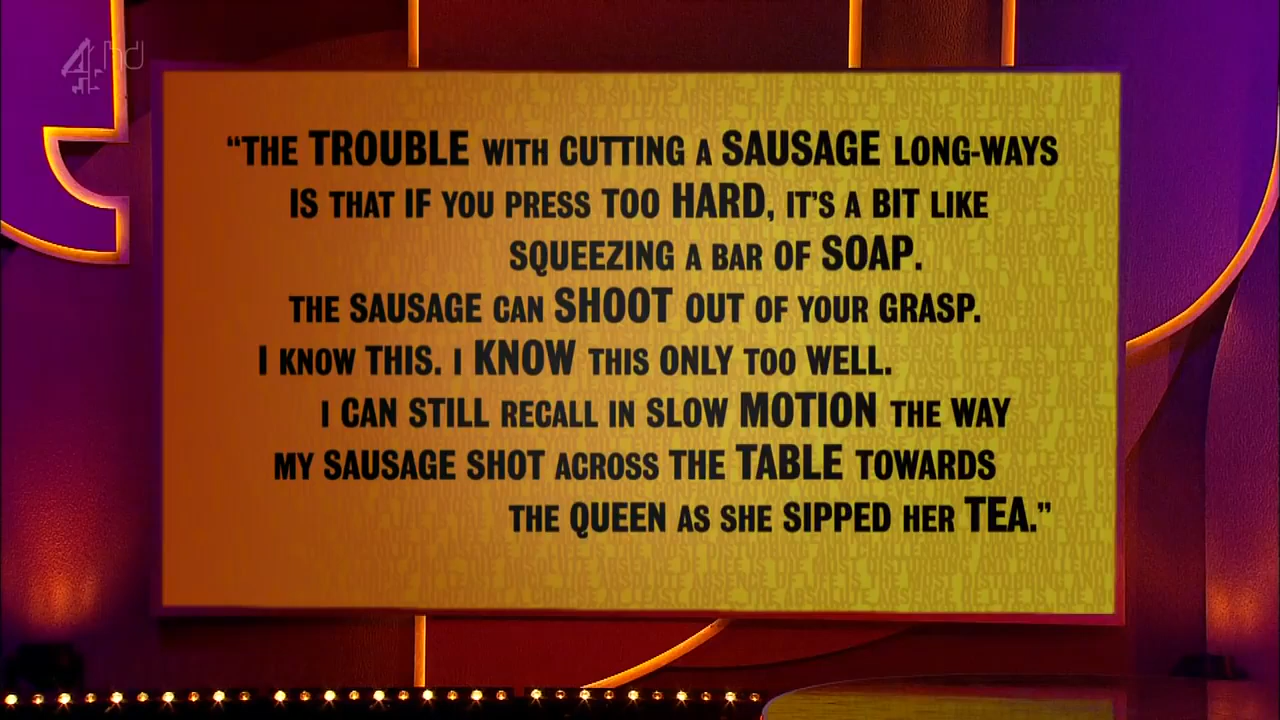 4hd
“THE TROUBLE WITH CUTTING A SAUSAGE LONG-WAYS
IS THAT IF YOU PRESS TOO HARD, IT'S A BIT LIKE
SQUEEZING A BAR OF SOAP.
THE SAUSAGE CAN SHOOT OUT OF YOUR GRASP.
I KNOW THIS. I KNOW THIS ONLY TOO WELL.
I CAN STILL RECALL IN SLOW MOTION THE WAY
MY SAUSAGE SHOT ACROSS THE TABLE TOWARDS
THE QUEEN AS SHE SIPPED HER TEA.”